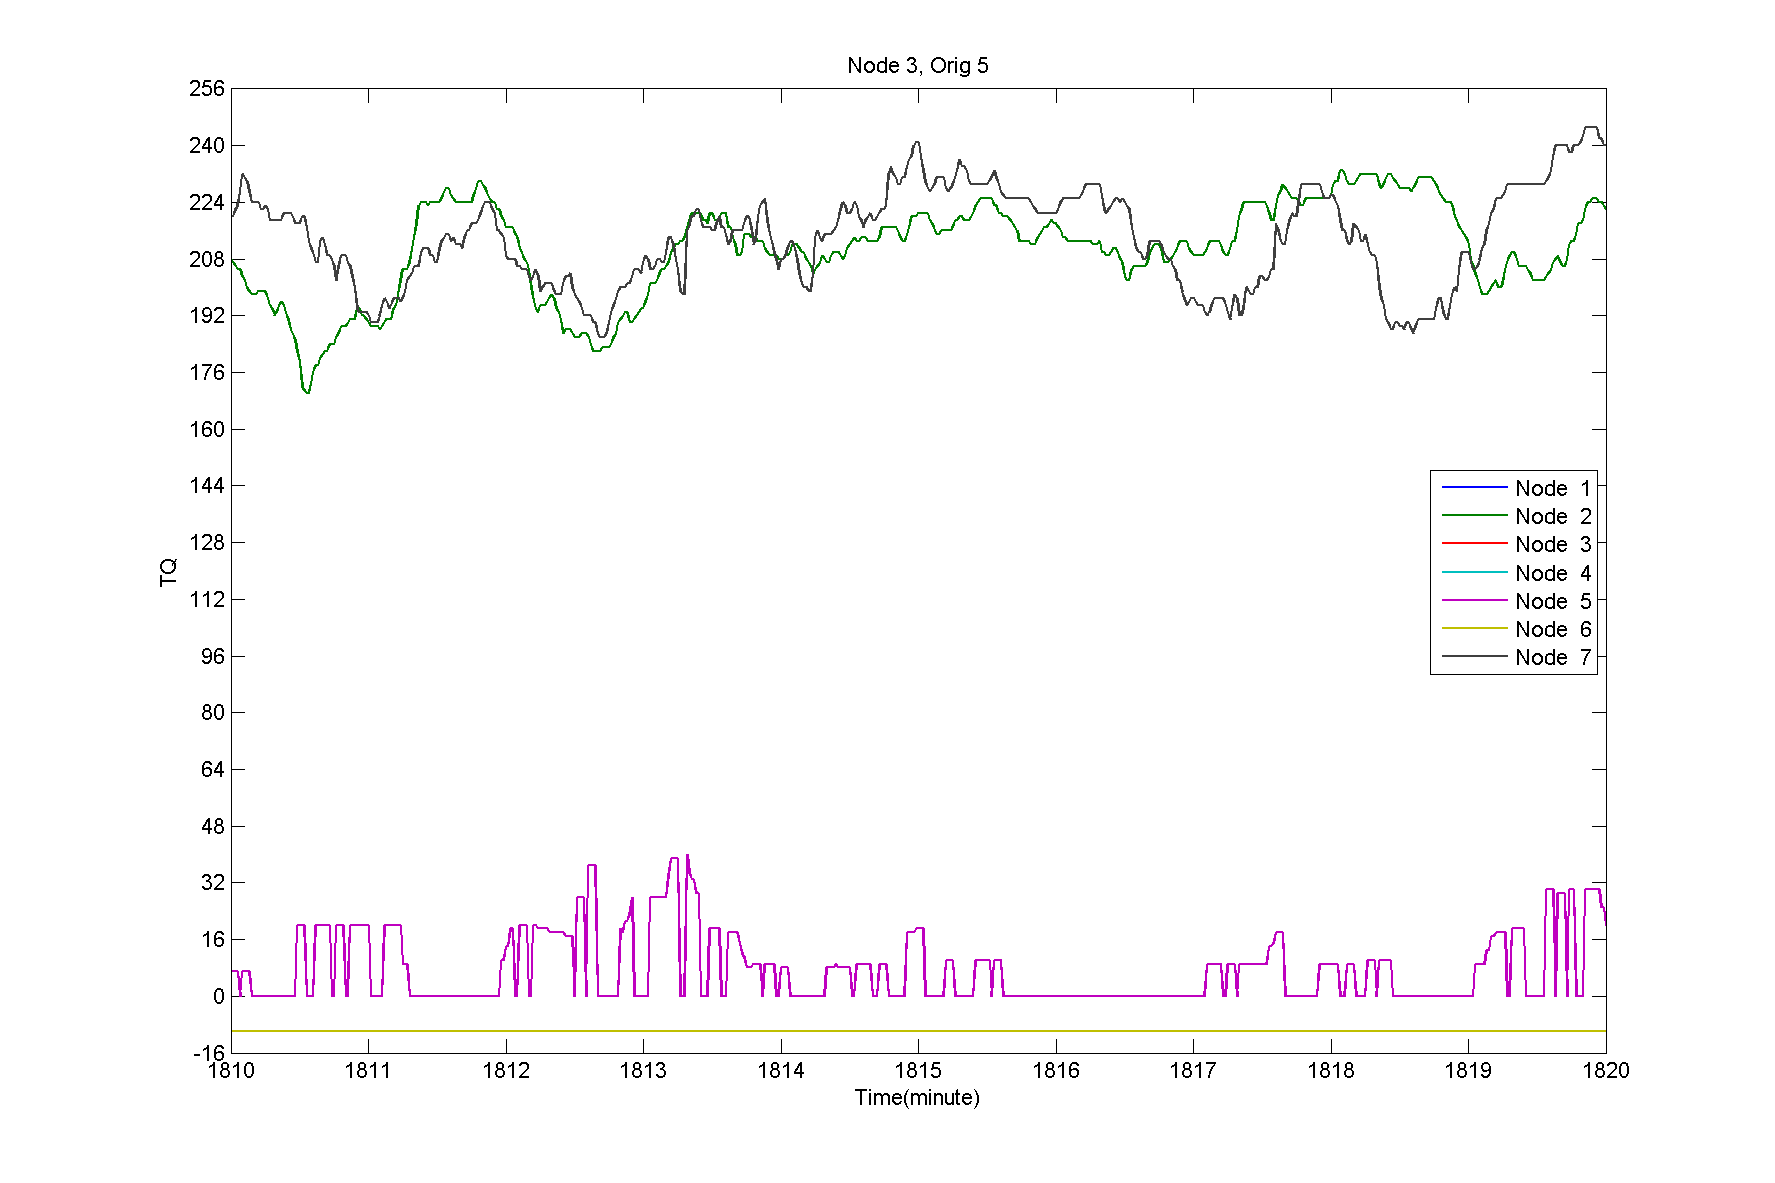 Node 3, Orig 5
256
240
224
208
192
176
160
144
128
112
96
80
64
48
32
16
0
-16
TQ
Node 1
Node 2
Node 3
Node 4
Node 5
Node 6
Node 7
1810 1811 1812 1813 1814 1815 1816 1817 1818 1819 1820
Time(minute)